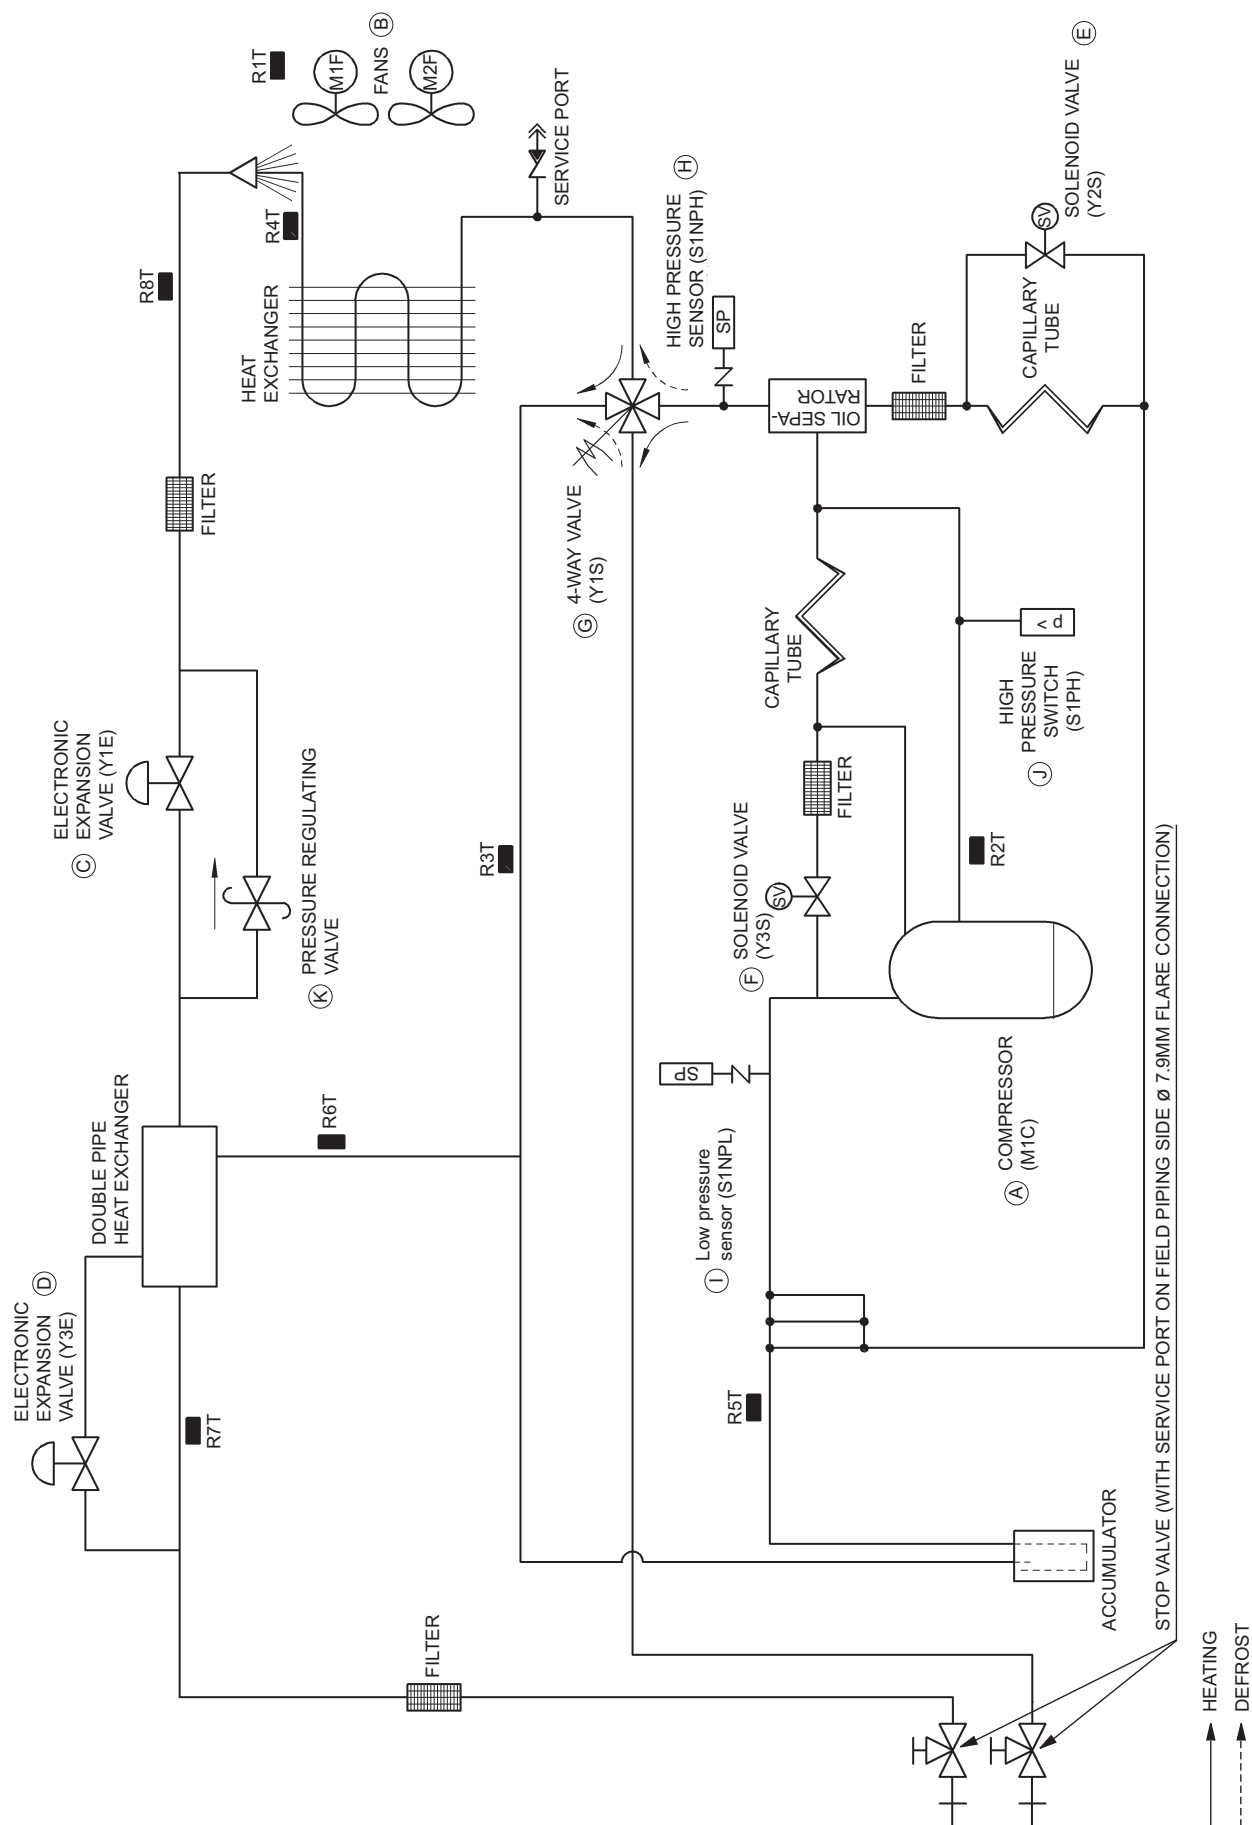 R1T
M1F
FANS
B
M2F
SERVICE PORT
R4T
R8T
HEAT
EXCHANGER
HIGH PRESSURE
SENSOR (S1NPH)
H
SP
SOLENOID VALVE
(Y2S)
E
SV
CAPILLARY
TUBE
FILTER
OIL SEPA-
RATOR
FILTER
4-WAY VALVE
(Y1S)
G
CAPILLARY
TUBE
p >
HIGH
PRESSURE
SWITCH
(S1PH)
J
ELECTRONIC
EXPANSION
VALVE (Y1E)
C
PRESSURE REGULATING
VALVE
K
R3T
FILTER
SOLENOID VALVE
(Y3S)
F
SV
R2T
COMPRESSOR
(M1C)
A
SP
Low pressure
sensor (S1NPL)
I
DOUBLE PIPE
HEAT EXCHANGER
R6T
ELECTRONIC
EXPANSION
VALVE (Y3E)
D
R7T
R5T
FILTER
ACCUMULATOR
STOP VALVE (WITH SERVICE PORT ON FIELD PIPING SIDE ø 7.9MM FLARE CONNECTION)
HEATING
DEFROST